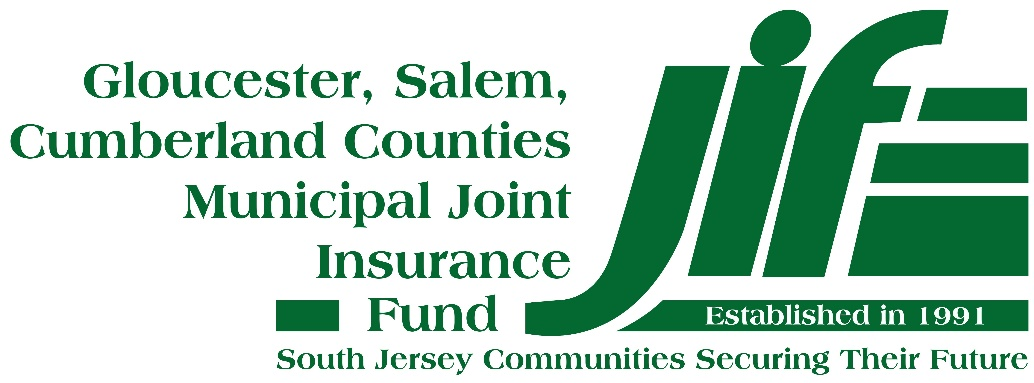 Gloucester, Salem,
Cumberland Counties
Municipal Joint
Insurance
Fund
jif
Established in 1991
South Jersey Communities Securing Their Future